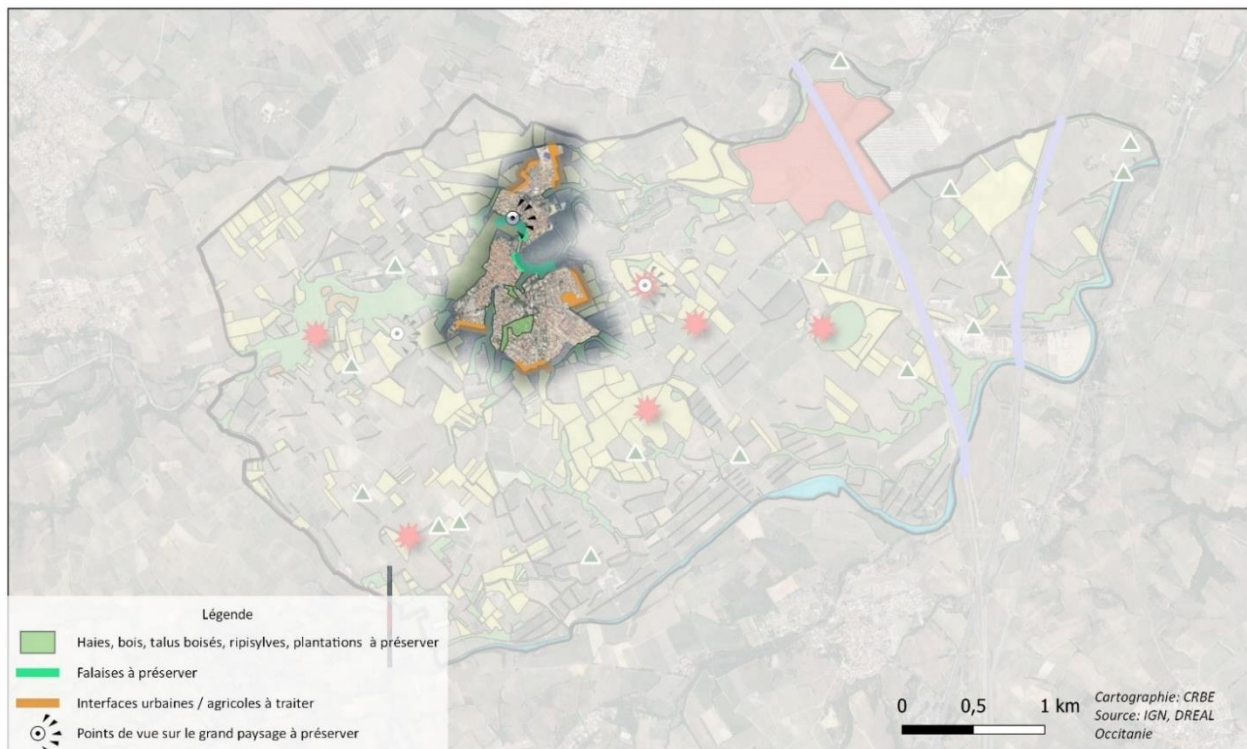 Légende
Haies, bois, talus boisés, ripisylves, plantations à préserver
Falaises à préserver
Interfaces urbaines / agricoles à traiter
Points de vue sur le grand paysage à préserver
0 0,5 1 km
Cartographie: CRBE
Source: IGN, DREAL
Occitanie